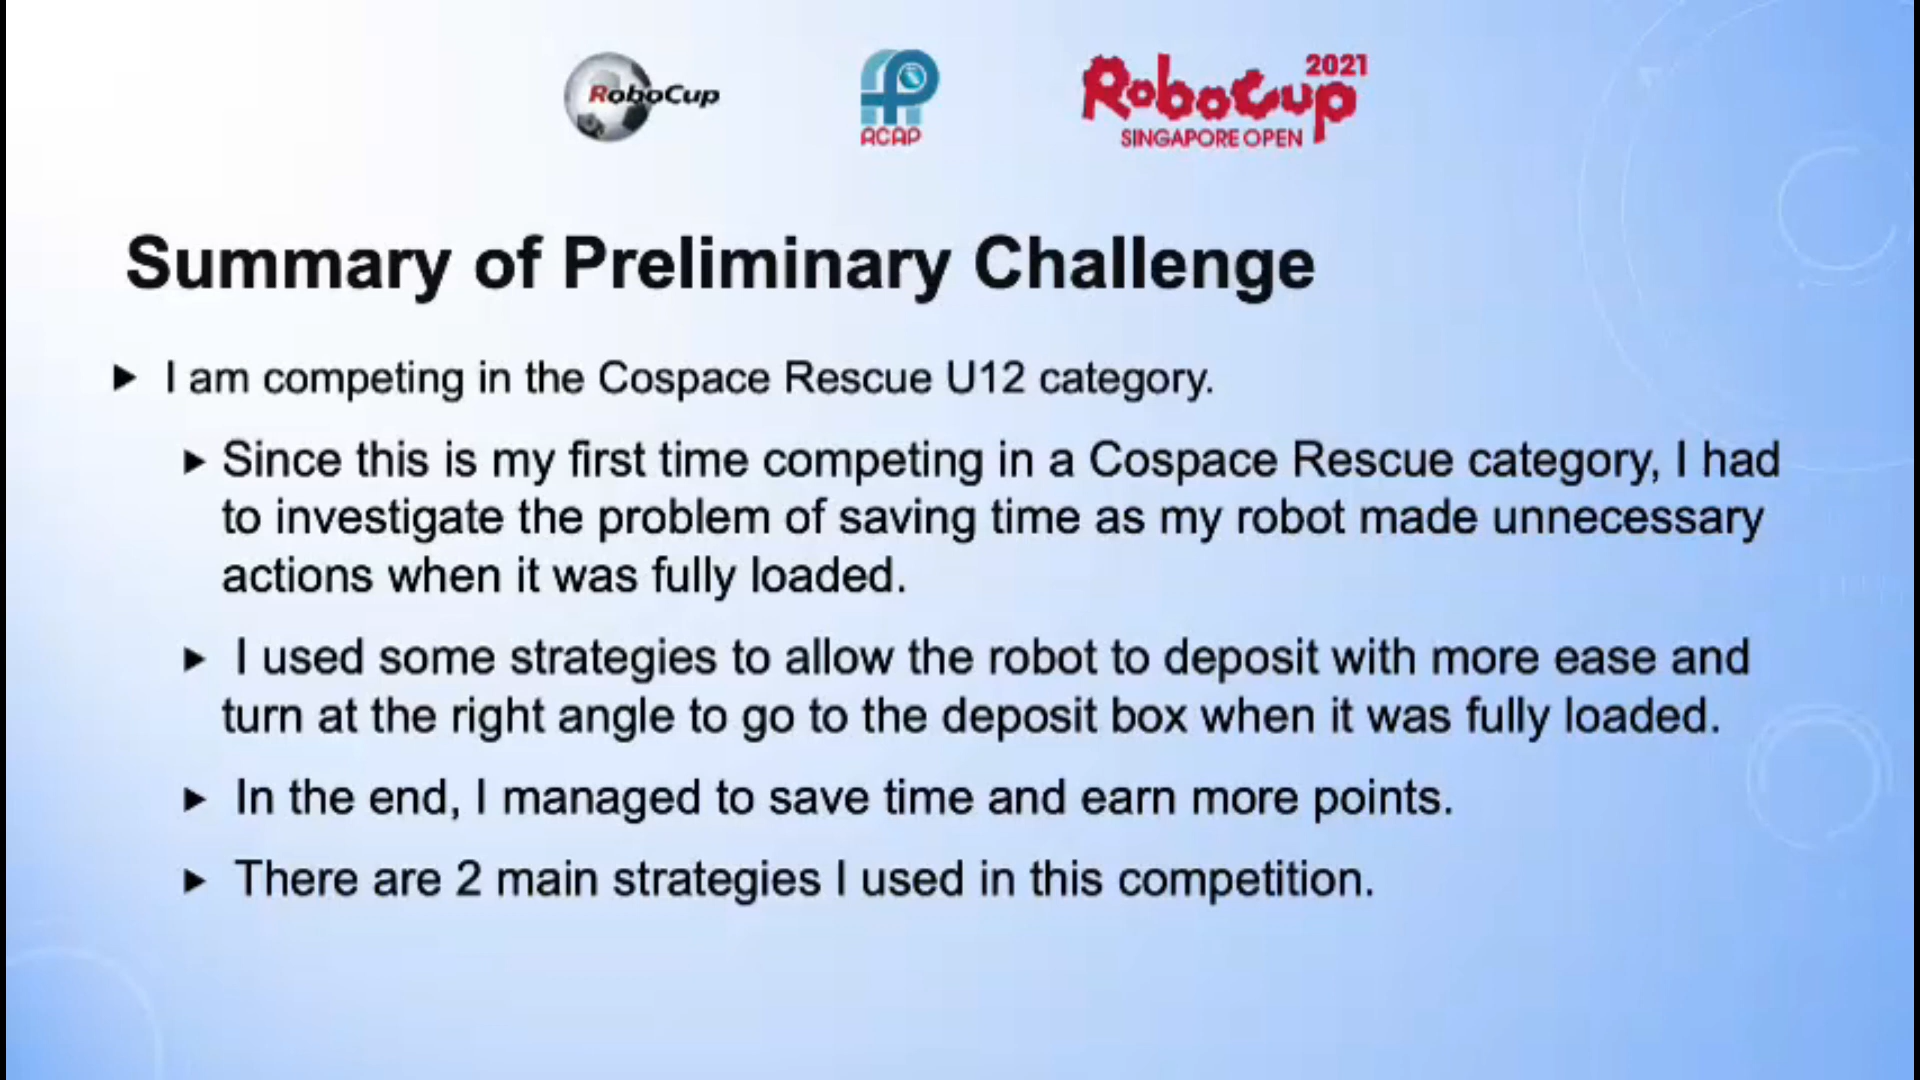 RoboCup
ACAP
2021
RoboCup
SINGAPORE OPEN
Summary of Preliminary Challenge
I am competing in the Cospace Rescue U12 category.
Since this is my first time competing in a Cospace Rescue category, I had
to investigate the problem of saving time as my robot made unnecessary
actions when it was fully loaded.
I used some strategies to allow the robot to deposit with more ease and
turn at the right angle to go to the deposit box when it was fully loaded.
In the end, I managed to save time and earn more points.
There are 2 main strategies I used in this competition.